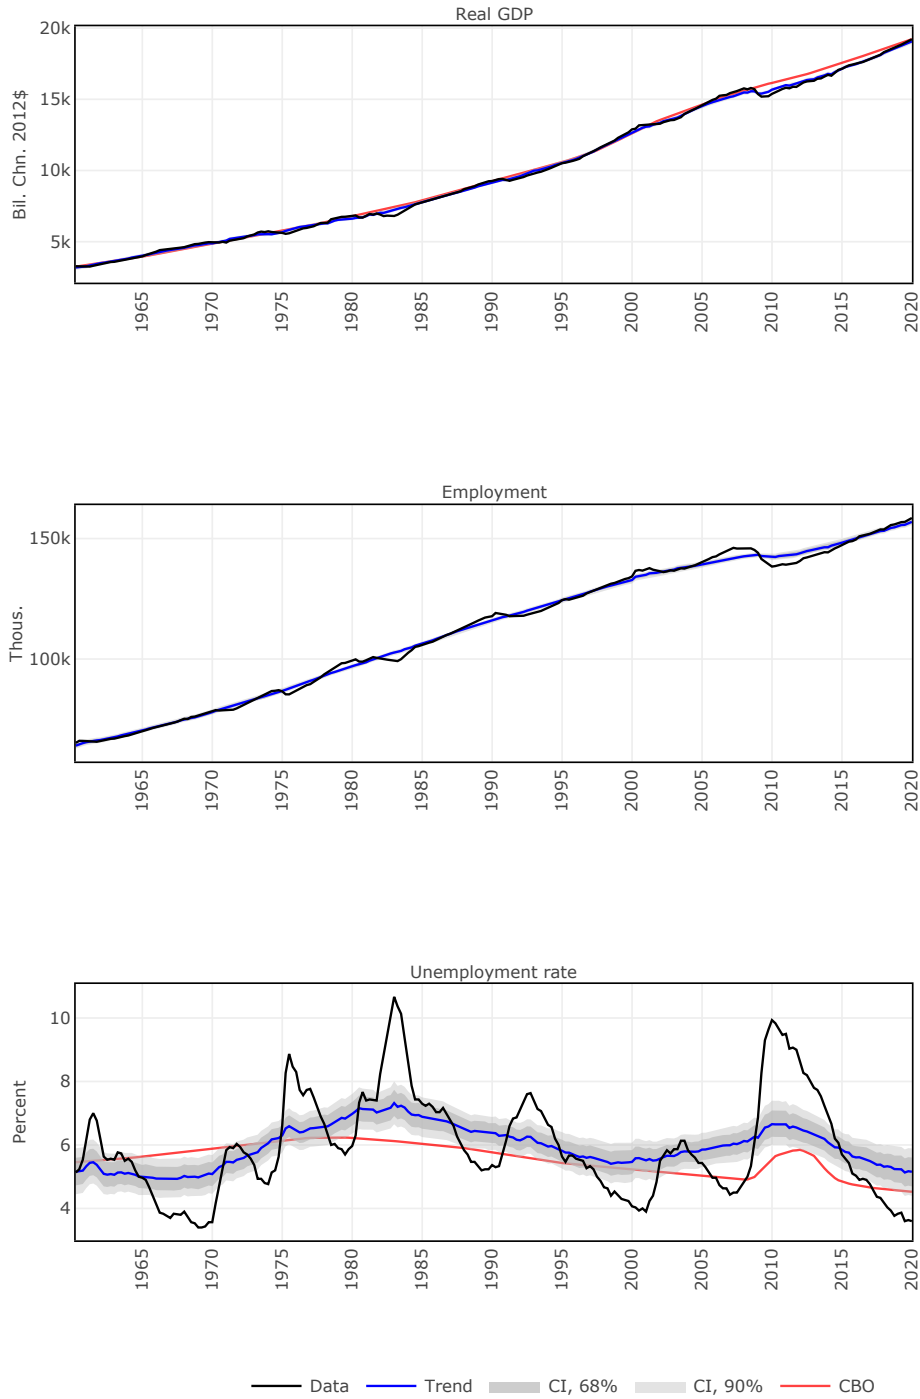 Real GDP
20k
15k
10k
5k
Bil. Chn. 2012$
1965 1970 1975 1980 1985 1990 1995 2000 2005 2010 2015 2020
Employment
150k
100k
Thous.
1965 1970 1975 1980 1985 1990 1995 2000 2005 2010 2015 2020
Unemployment rate
10
8
6
4
Percent
1965 1970 1975 1980 1985 1990 1995 2000 2005 2010 2015 2020
Data Trend CI, 68% CI, 90% CBO